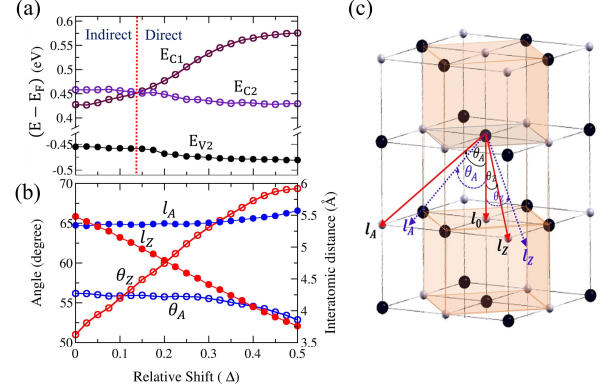 (a)
(c)
Indirect
Direct
0.6
0.55
0.5
0.45
0.4
-0.45
-0.5
(E − E_F) (eV)
E_C1
E_C2
E_V2
(b)
70
65
60
55
50
Angle (degree)
6
5.5
5
4.5
4
3.5
Interatomic distance (Å)
l_A
l_Z
θ_Z
θ_A
0
0.1
0.2
0.3
0.4
0.5
Relative Shift (Δ)
θ_A
θ_Z
θ_A
θ_Z
l_A
l_A
l_0
l_Z
l_Z